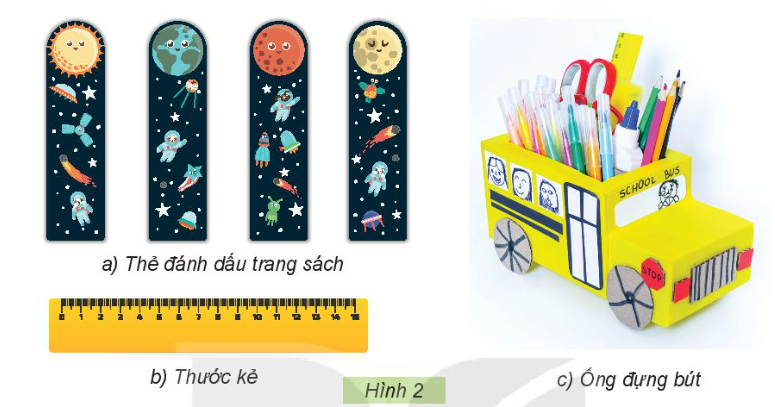 a) Thẻ đánh dấu trang sách
0 1 2 3 4 5 6 7 8 9 10 11 12 13 14 15
b) Thước kẻ
SCHOOL BUS
STOP
c) Ống đựng bút
Hình 2